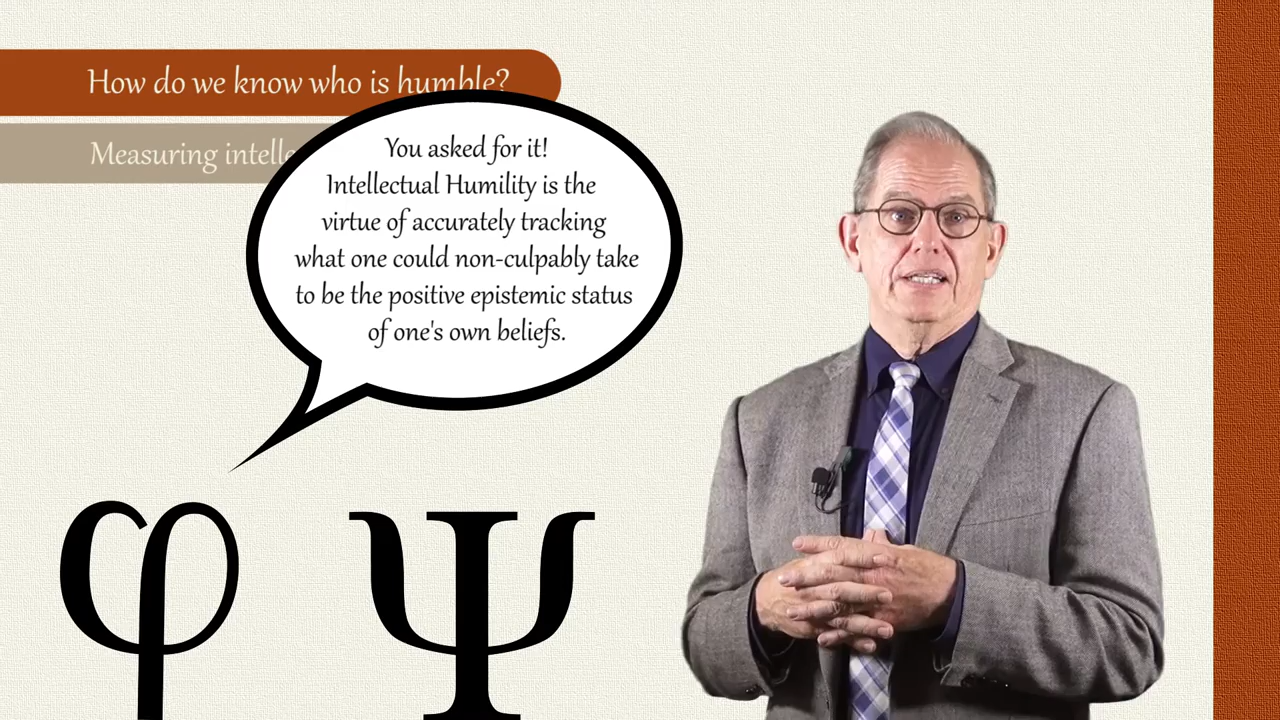 How do we know who is humble?
Measuring intelle
You asked for it!
Intellectual Humility is the
virtue of accurately tracking
what one could non-culpably take
to be the positive epistemic status
of one's own beliefs.
φ Ψ